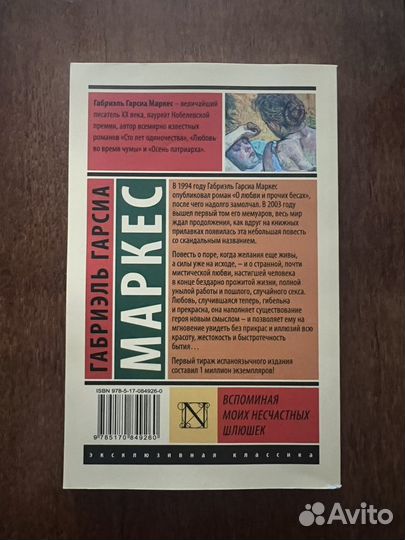 Габриэль Гарсиа Маркес – величайший
писатель XX века, лауреат Нобелевской
премии, автор всемирно известных
романов «Сто лет одиночества», «Любовь
во время чумы» и «Осень патриарха».
ГАБРИЭЛЬ ГАРСИА
МАРКЕС
В 1994 году Габриэль Гарсиа Маркес
опубликовал роман «О любви и прочих бесах»,
после чего надолго замолчал. В 2003 году
вышел первый том его мемуаров, весь мир
ждал продолжения, как вдруг на книжных
прилавках появилась эта небольшая повесть
со скандальным названием.
Повесть о поре, когда желания еще живы,
а силы уже на исходе, – и о странной, почти
мистической любви, настигшей человека
в конце бездарно прожитой жизни, полной
унылой работы и пошлого, случайного секса.
Любовь, случившаяся теперь, гибельна
и прекрасна, она наполняет существование
героя новым смыслом – и позволяет ему на
мгновение увидеть без прикрас и иллюзий всю
красоту, жестокость и быстротечность
бытия...
Первый тираж испаноязычного издания
составил 1 миллион экземпляров!
ISBN 978-5-17-084926-0
9 785170 849260
N
ВСПОМИНАЯ
МОИХ НЕСЧАСТНЫХ
ШЛЮШЕК
эксклюзивная классика
Avito